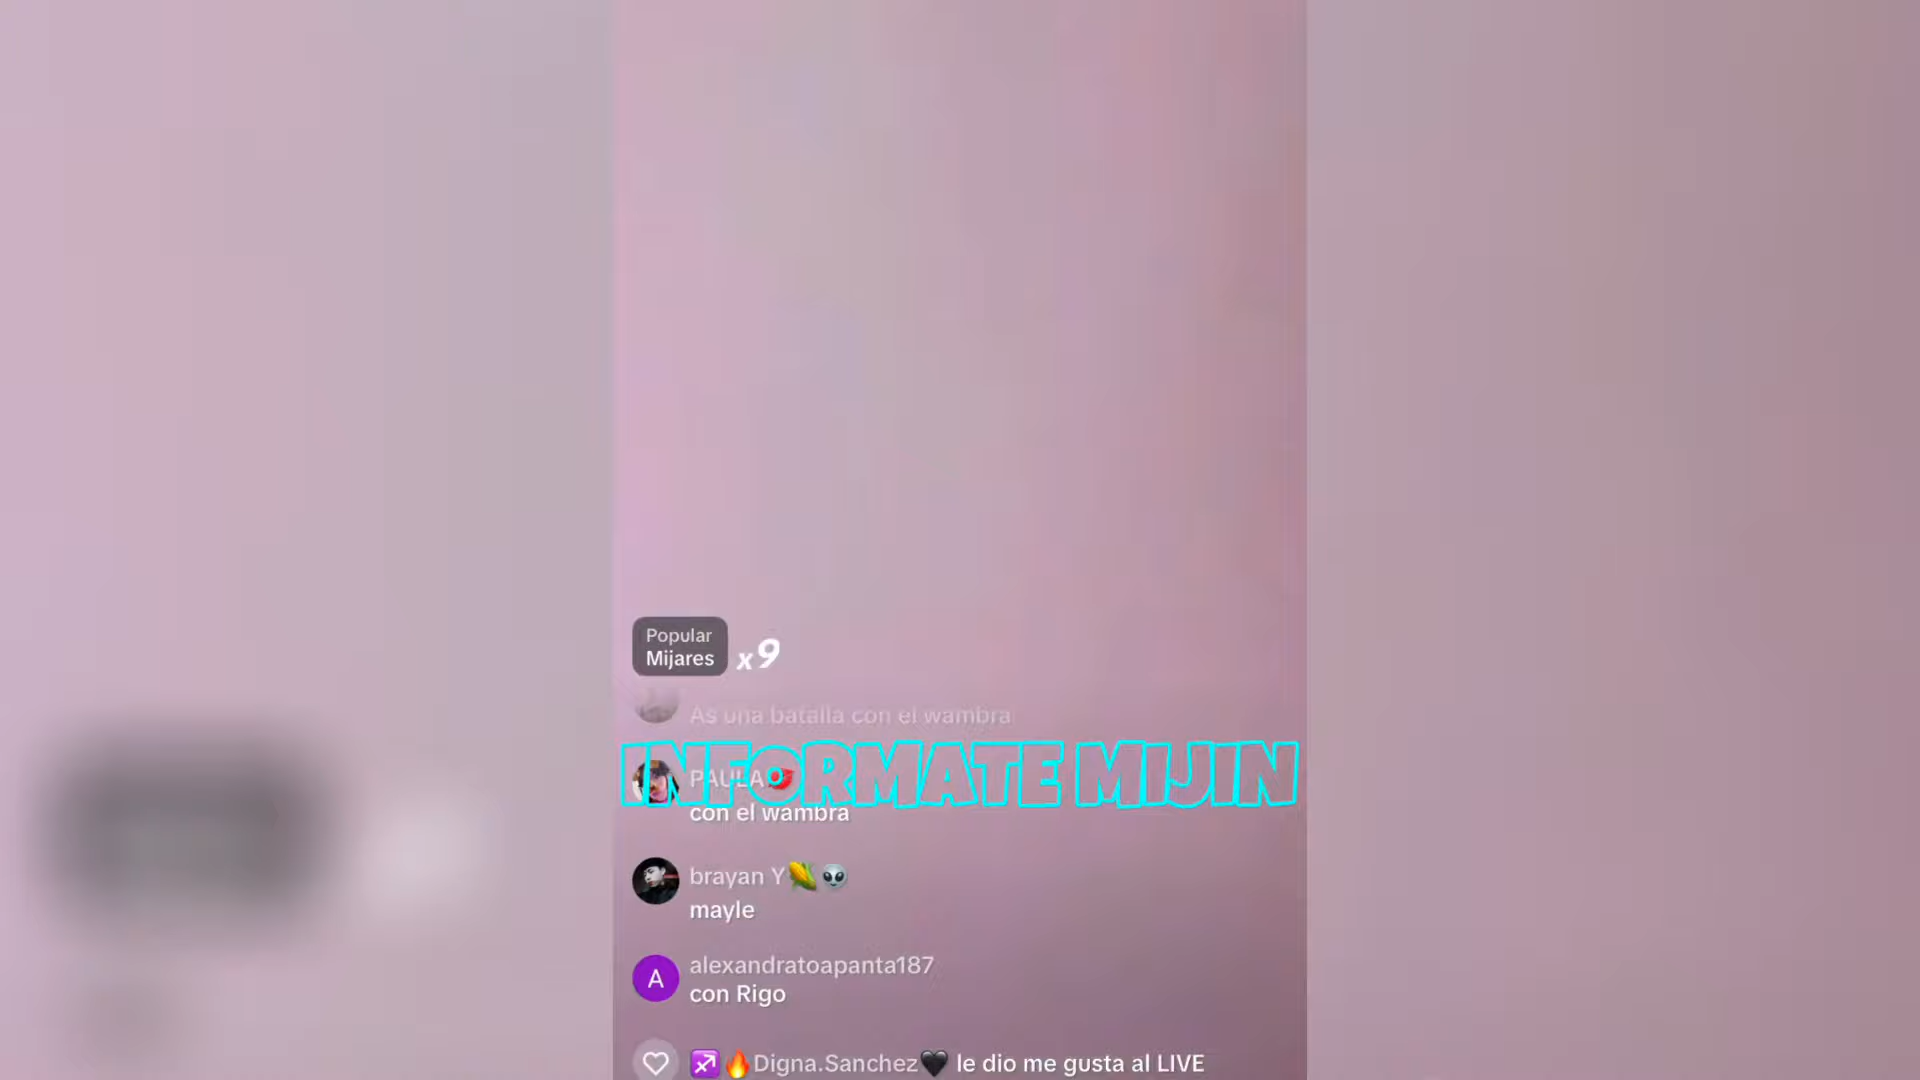 Popular
Mijares
x9
As una batalla con el wambra
INFORMATE MIJIN
PAULA💋
con el wambra
brayan Y🌽👽
mayle
A
alexandratoapanta187
con Rigo
♐🔥Digna.Sanchez🖤 le dio me gusta al LIVE